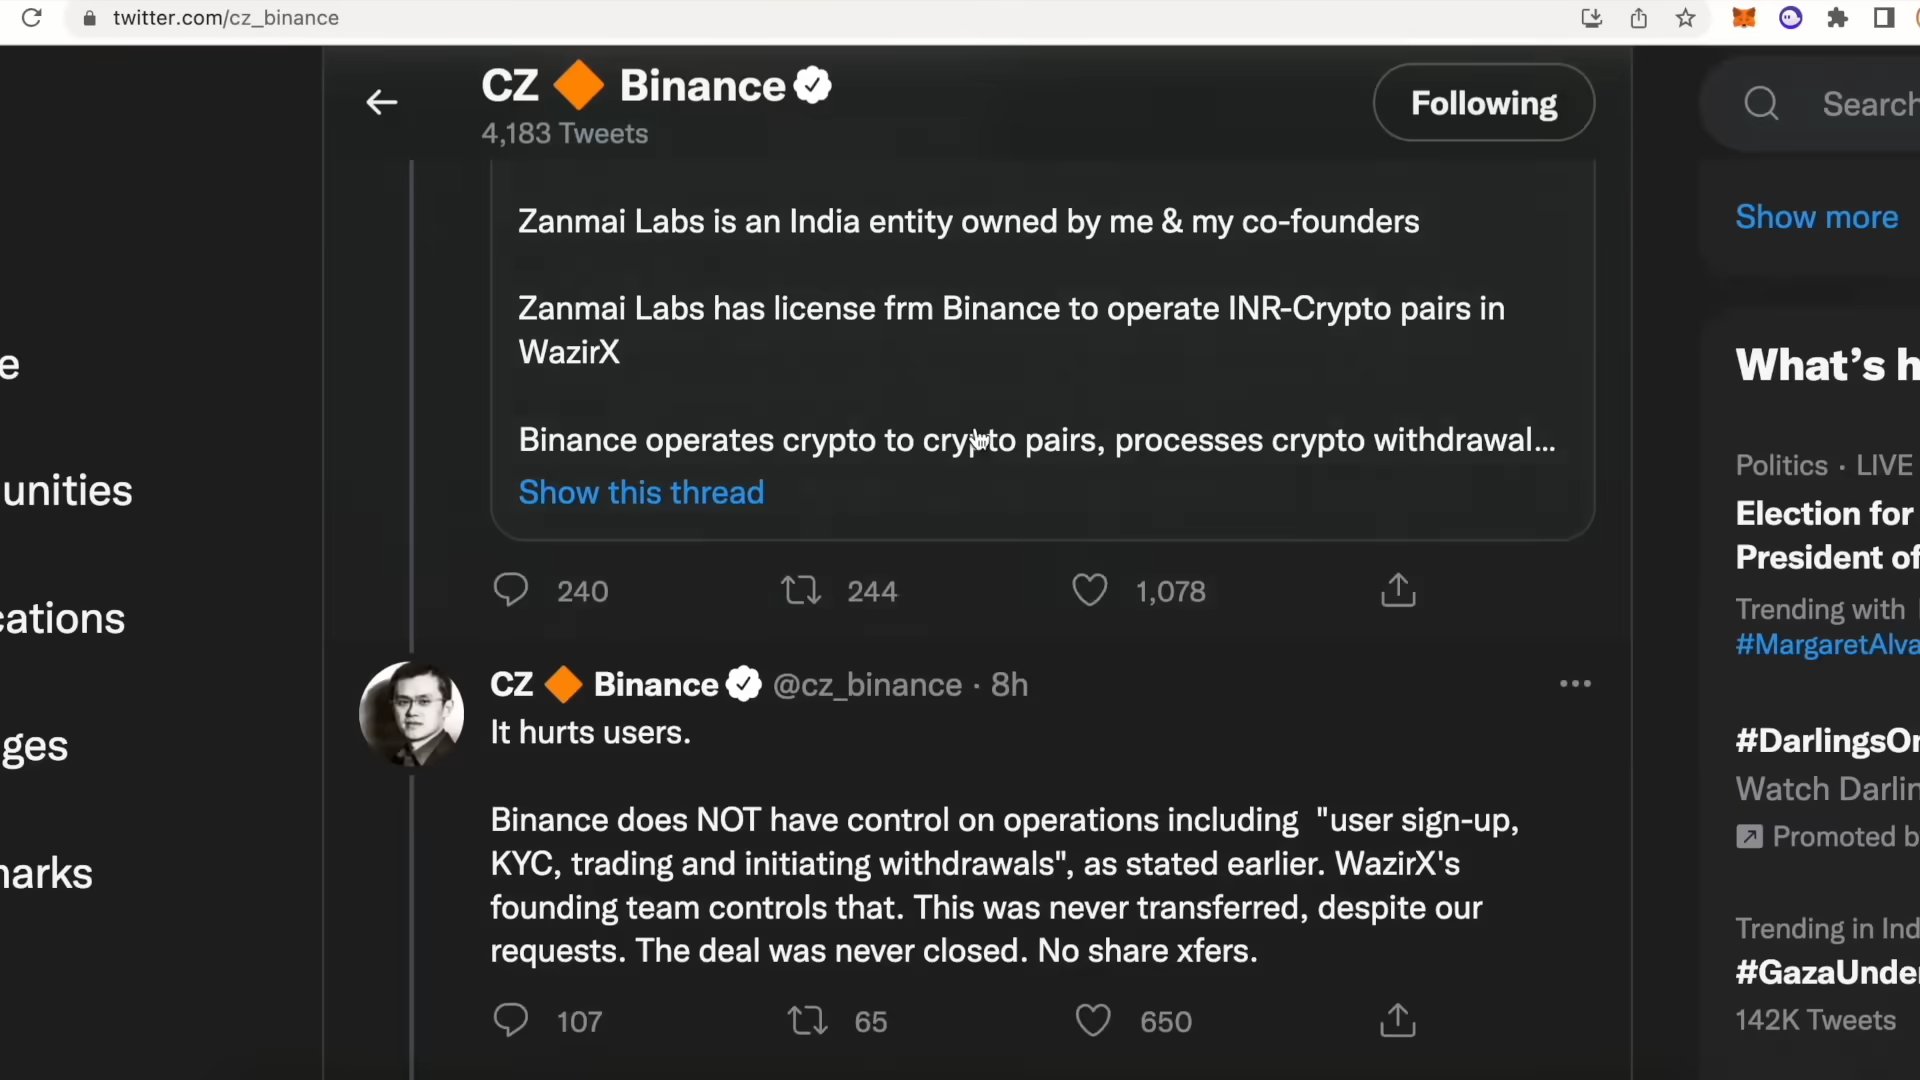 twitter.com/cz_binance
CZ 🔶 Binance
4,183 Tweets
Following
Search
Zanmai Labs is an India entity owned by me & my co-founders
Zanmai Labs has license frm Binance to operate INR-Crypto pairs in
WazirX
Binance operates crypto to crypto pairs, processes crypto withdrawal...
Show this thread
240 244 1,078
CZ 🔶 Binance @cz_binance · 8h
It hurts users.
Binance does NOT have control on operations including "user sign-up,
KYC, trading and initiating withdrawals", as stated earlier. WazirX's
founding team controls that. This was never transferred, despite our
requests. The deal was never closed. No share xfers.
107 65 650
e
unities
cations
ges
narks
Show more
What's h
Politics · LIVE
Election for
President of
Trending with
#MargaretAlva
#DarlingsOn
Watch Darlin
Promoted b
Trending in Ind
#GazaUnder
142K Tweets